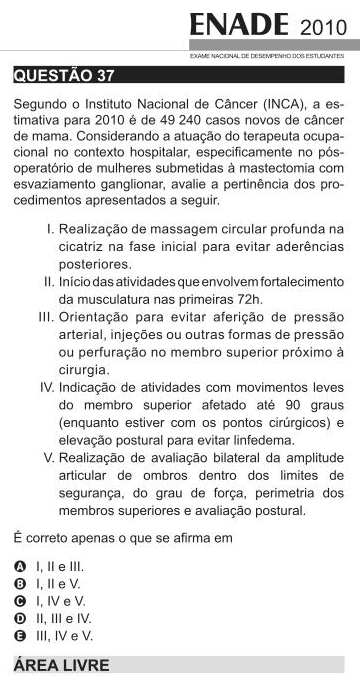 ENADE 2010
EXAME NACIONAL DE DESEMPENHO DOS ESTUDANTES
QUESTÃO 37
Segundo o Instituto Nacional de Câncer (INCA), a es-
timativa para 2010 é de 49 240 casos novos de câncer
de mama. Considerando a atuação do terapeuta ocupa-
cional no contexto hospitalar, especificamente no pós-
operatório de mulheres submetidas à mastectomia com
esvaziamento ganglionar, avalie a pertinência dos pro-
cedimentos apresentados a seguir.
I. Realização de massagem circular profunda na
cicatriz na fase inicial para evitar aderências
posteriores.
II. Início das atividades que envolvem fortalecimento
da musculatura nas primeiras 72h.
III. Orientação para evitar aferição de pressão
arterial, injeções ou outras formas de pressão
ou perfuração no membro superior próximo à
cirurgia.
IV. Indicação de atividades com movimentos leves
do membro superior afetado até 90 graus
(enquanto estiver com os pontos cirúrgicos) e
elevação postural para evitar linfedema.
V. Realização de avaliação bilateral da amplitude
articular de ombros dentro dos limites de
segurança, do grau de força, perimetria dos
membros superiores e avaliação postural.
É correto apenas o que se afirma em
A I, II e III.
B I, II e V.
C I, IV e V.
D II, III e IV.
E III, IV e V.
ÁREA LIVRE